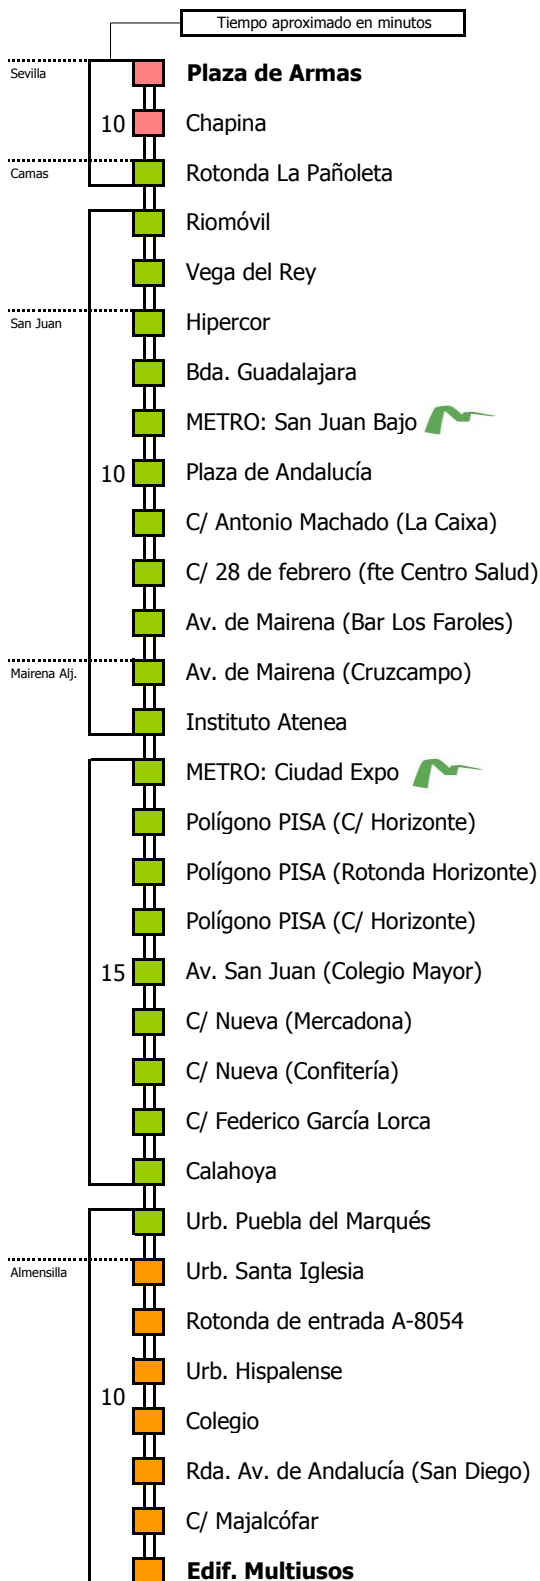 Tiempo aproximado en minutos
Sevilla
Plaza de Armas
10
Chapina
Camas
Rotonda La Pañoleta
Riomóvil
Vega del Rey
San Juan
Hipercor
Bda. Guadalajara
METRO: San Juan Bajo
10
Plaza de Andalucía
C/ Antonio Machado (La Caixa)
C/ 28 de febrero (fte Centro Salud)
Av. de Mairena (Bar Los Faroles)
Mairena Alj.
Av. de Mairena (Cruzcampo)
Instituto Atenea
METRO: Ciudad Expo
Polígono PISA (C/ Horizonte)
Polígono PISA (Rotonda Horizonte)
Polígono PISA (C/ Horizonte)
15
Av. San Juan (Colegio Mayor)
C/ Nueva (Mercadona)
C/ Nueva (Confitería)
C/ Federico García Lorca
Calahoya
Urb. Puebla del Marqués
Almensilla
Urb. Santa Iglesia
Rotonda de entrada A-8054
Urb. Hispalense
10
Colegio
Rda. Av. de Andalucía (San Diego)
C/ Majalcófar
Edif. Multiusos